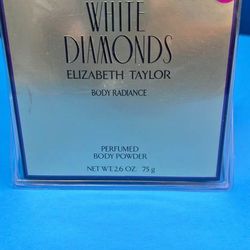 WHITE
DIAMONDS
ELIZABETH TAYLOR
BODY RADIANCE
PERFUMED
BODY POWDER
NET WT. 2.6 OZ. 75 g